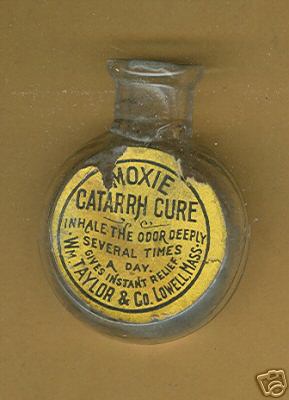 MOXIE
CATARRH CURE
INHALE THE ODOR DEEPLY
SEVERAL TIMES
A DAY.
GIVES INSTANT RELIEF.
WM TAYLOR & CO. LOWELL, MASS.